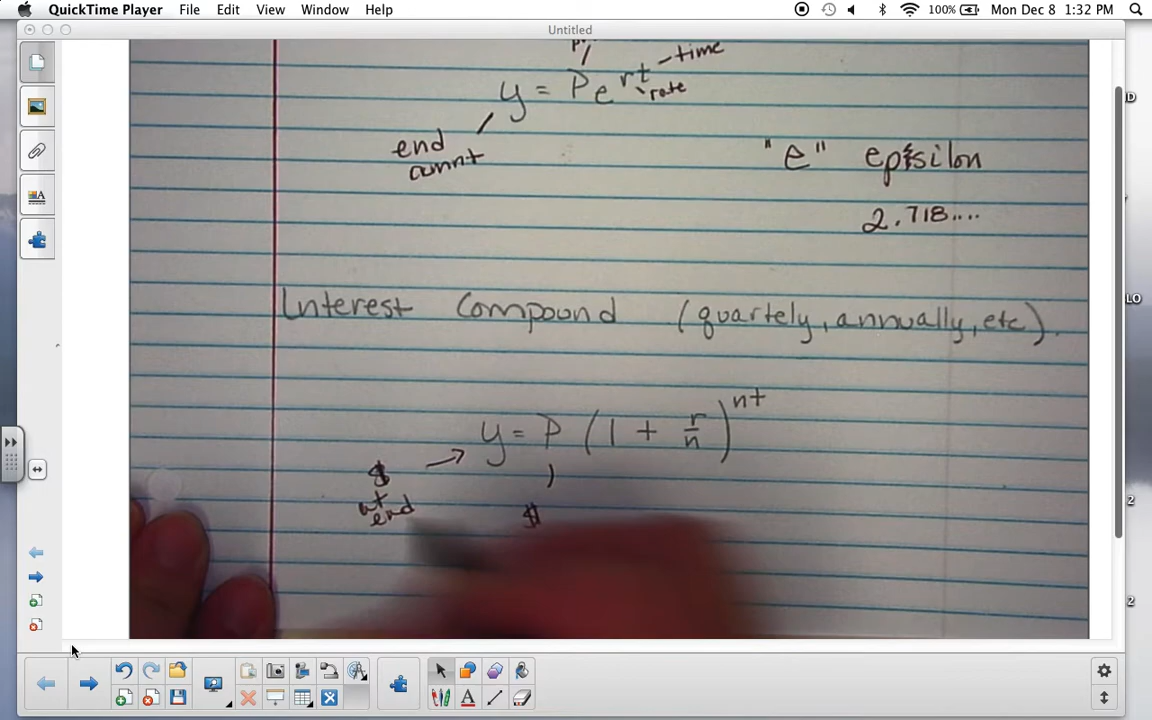 QuickTime Player File Edit View Window Help 100% Mon Dec 8 1:32 PM
Untitled
time
y = Pe rt
rate
end
amnt
"e" epsilon
2.718....
Interest Compound (quartely, annually, etc).
y = P (1 + r/n)^nt
$
at
end
$
A